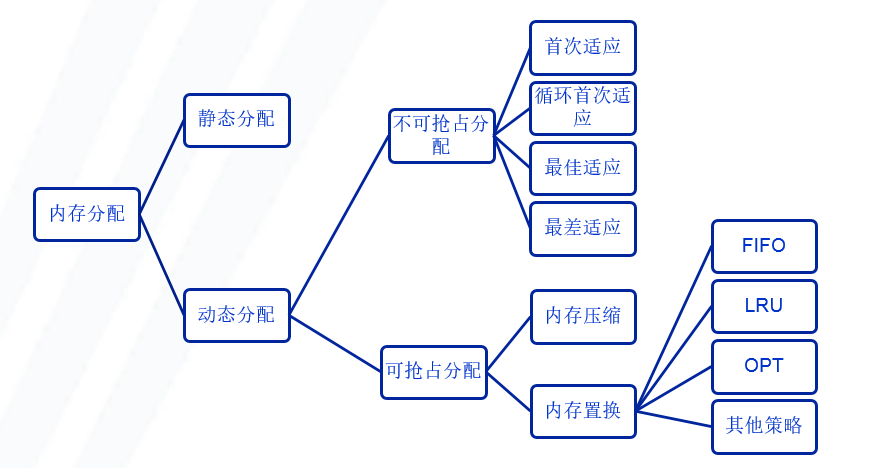 内存分配
静态分配
动态分配
不可抢占分
配
可抢占分配
首次适应
循环首次适
应
最佳适应
最差适应
内存压缩
内存置换
FIFO
LRU
OPT
其他策略